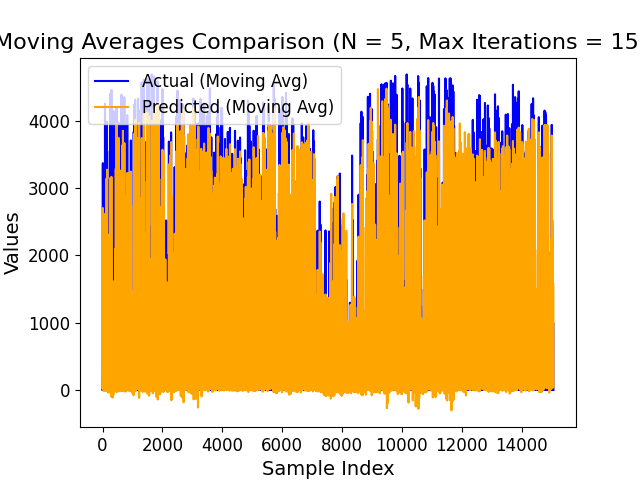 Moving Averages Comparison (N = 5, Max Iterations = 15
Actual (Moving Avg)
Predicted (Moving Avg)
Values
4000
3000
2000
1000
0
0 2000 4000 6000 8000 10000 12000 14000
Sample Index